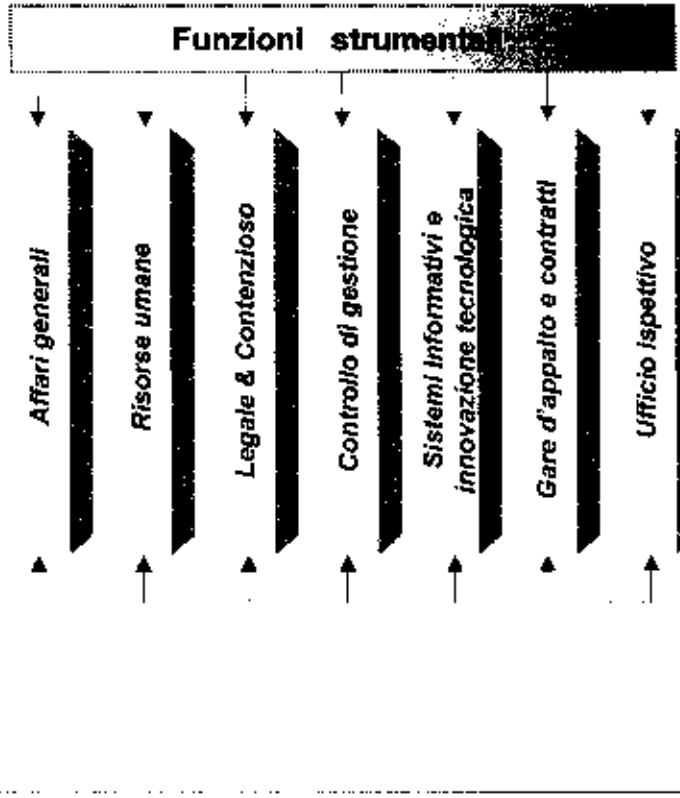 Funzioni strumentali
Affari generali
Risorse umane
Legale & Contenzioso
Controllo di gestione
Sistemi Informativi e
innovazione tecnologica
Gare d'appalto e contratti
Ufficio Ispettivo